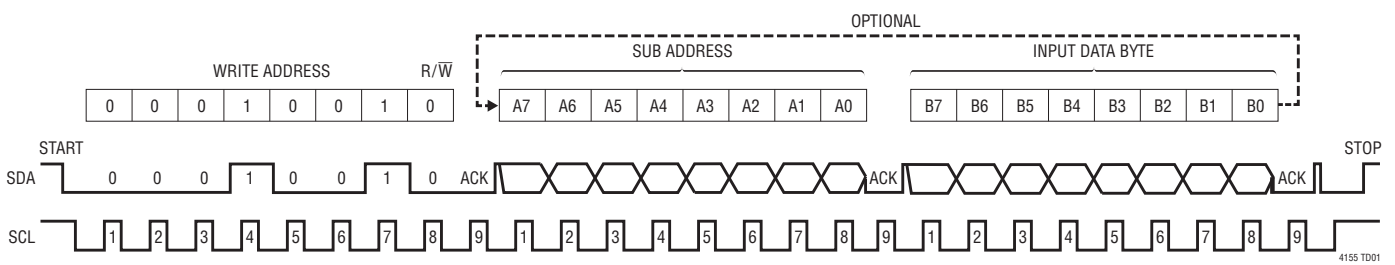 OPTIONAL
WRITE ADDRESS R/W̅ SUB ADDRESS INPUT DATA BYTE
0 0 0 1 0 0 1 0 A7 A6 A5 A4 A3 A2 A1 A0 B7 B6 B5 B4 B3 B2 B1 B0
START STOP
SDA 0 0 0 1 0 0 1 0 ACK ACK ACK
SCL 1 2 3 4 5 6 7 8 9 1 2 3 4 5 6 7 8 9 1 2 3 4 5 6 7 8 9
4155 TD01